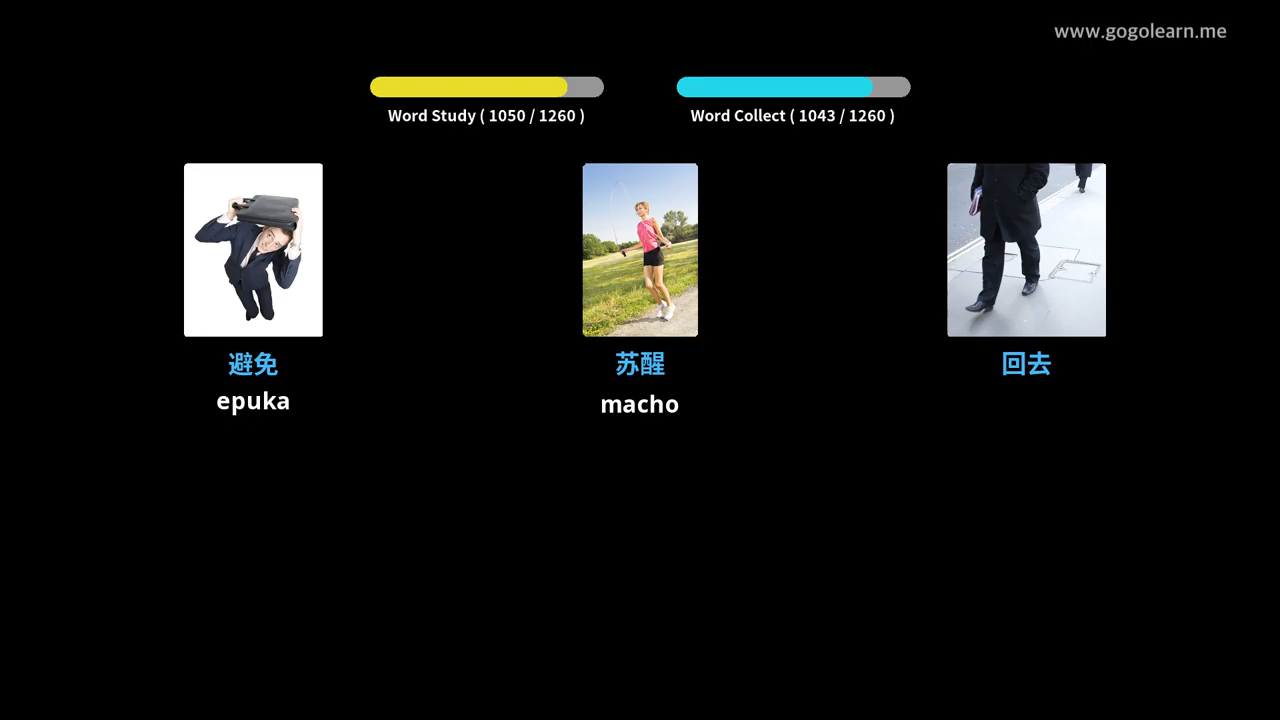 www.gogolearn.me
Word Study ( 1050 / 1260 )
Word Collect ( 1043 / 1260 )
避免
苏醒
回去
epuka
macho